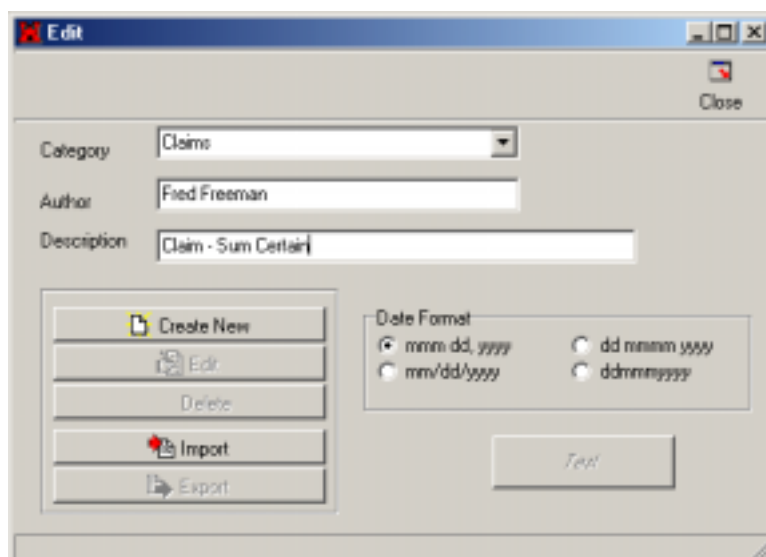 Edit
Close
Category Claims
Author Fred Freeman
Description Claim - Sum Certain
Create New
Edit
Delete
Import
Export
Date Format
mmm dd, yyyy dd mmmm yyyy
mm/dd/yyyy ddmmmyyyy
Test